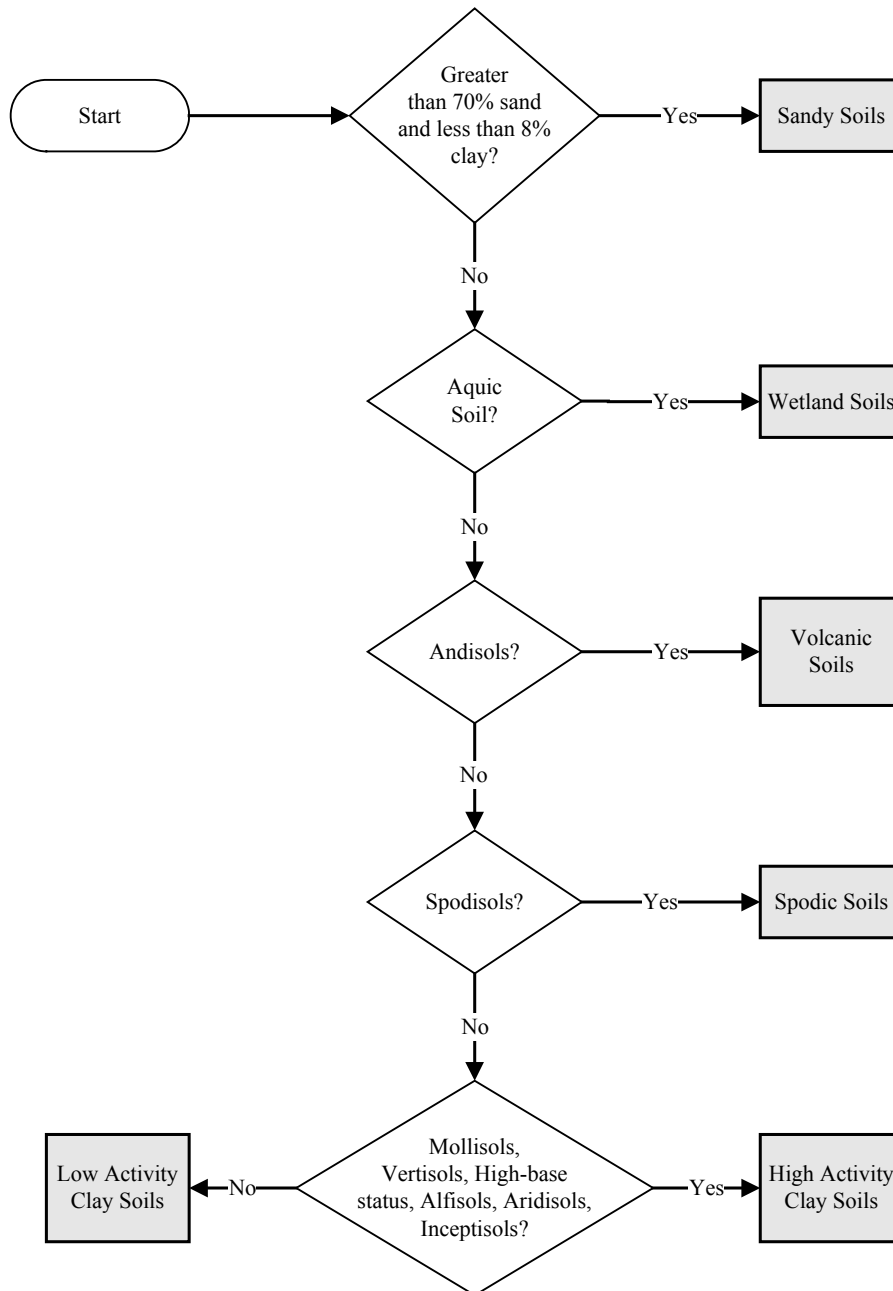 Start
Greater
than 70% sand
and less than 8%
clay?
Yes
Sandy Soils
No
Aquic
Soil?
Yes
Wetland Soils
No
Andisols?
Yes
Volcanic
Soils
No
Spodisols?
Yes
Spodic Soils
No
Mollisols,
Vertisols, High-base
status, Alfisols, Aridisols,
Inceptisols?
No
Low Activity
Clay Soils
Yes
High Activity
Clay Soils